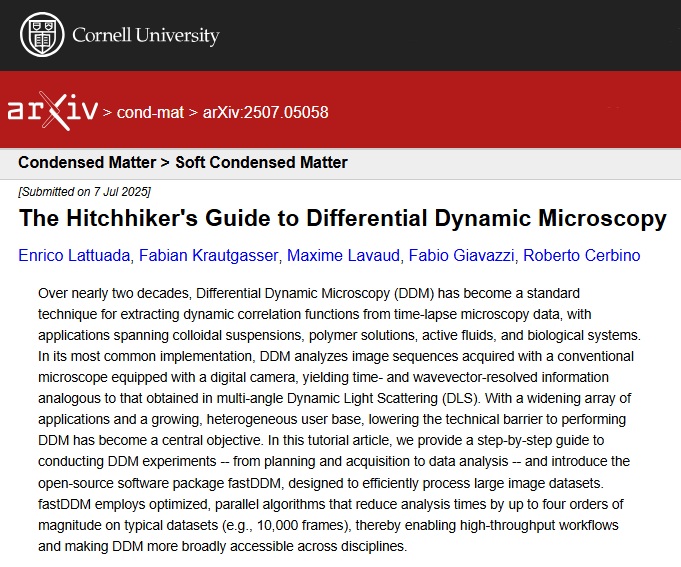 Cornell University
arXiv > cond-mat > arXiv:2507.05058
Condensed Matter > Soft Condensed Matter
[Submitted on 7 Jul 2025]
The Hitchhiker's Guide to Differential Dynamic Microscopy
Enrico Lattuada, Fabian Krautgasser, Maxime Lavaud, Fabio Giavazzi, Roberto Cerbino
Over nearly two decades, Differential Dynamic Microscopy (DDM) has become a standard
technique for extracting dynamic correlation functions from time-lapse microscopy data, with
applications spanning colloidal suspensions, polymer solutions, active fluids, and biological systems.
In its most common implementation, DDM analyzes image sequences acquired with a conventional
microscope equipped with a digital camera, yielding time- and wavevector-resolved information
analogous to that obtained in multi-angle Dynamic Light Scattering (DLS). With a widening array of
applications and a growing, heterogeneous user base, lowering the technical barrier to performing
DDM has become a central objective. In this tutorial article, we provide a step-by-step guide to
conducting DDM experiments -- from planning and acquisition to data analysis -- and introduce the
open-source software package fastDDM, designed to efficiently process large image datasets.
fastDDM employs optimized, parallel algorithms that reduce analysis times by up to four orders of
magnitude on typical datasets (e.g., 10,000 frames), thereby enabling high-throughput workflows
and making DDM more broadly accessible across disciplines.